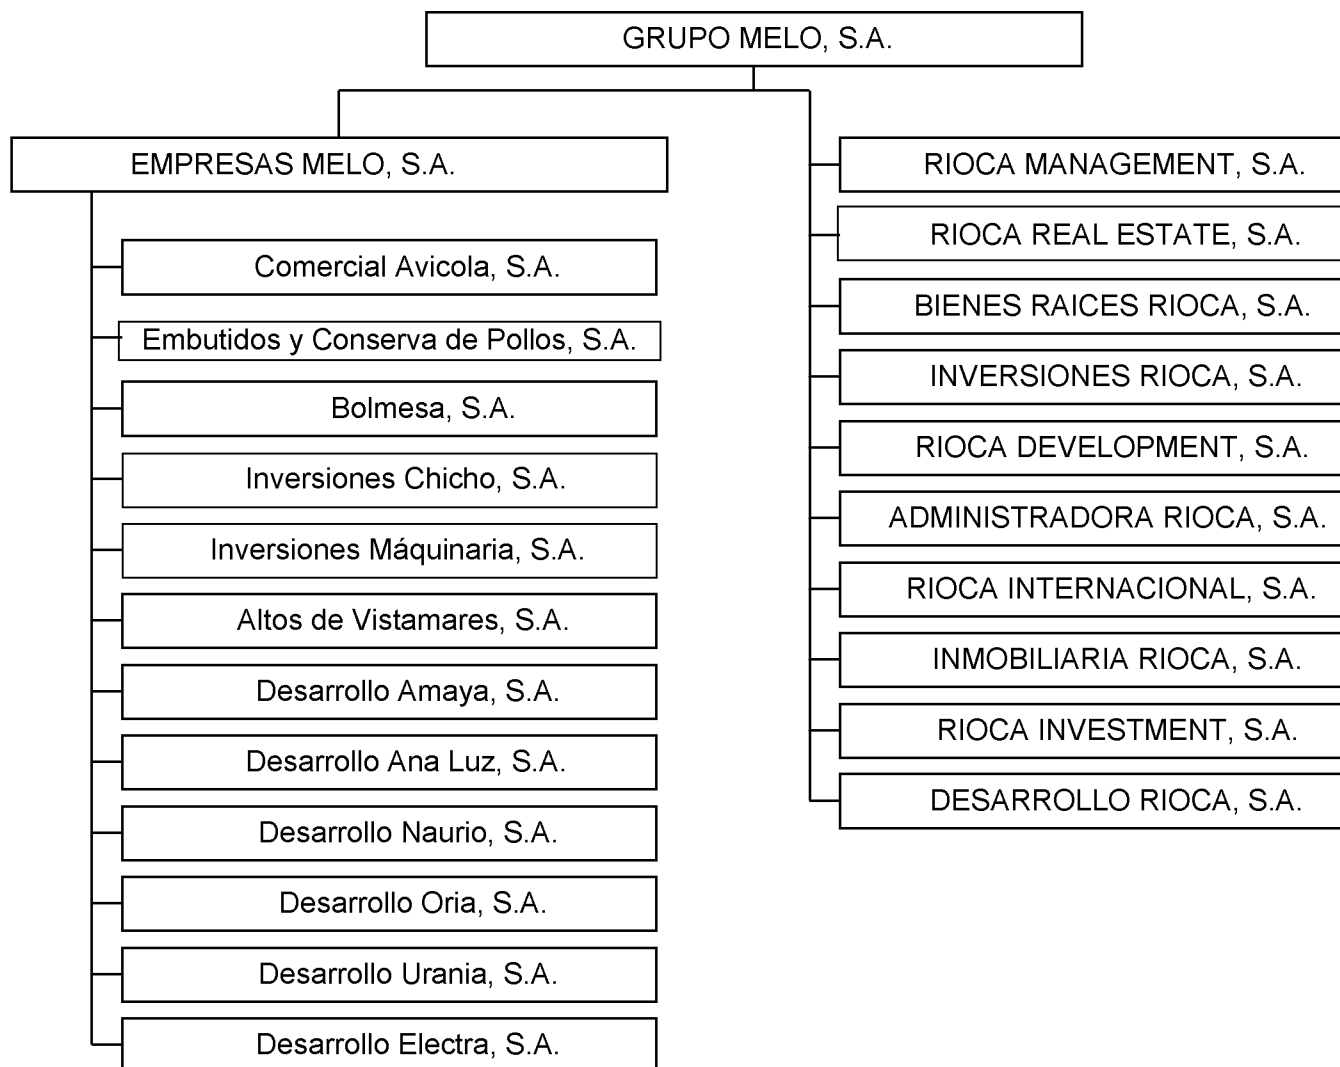 GRUPO MELO, S.A.
EMPRESAS MELO, S.A.
Comercial Avicola, S.A.
Embutidos y Conserva de Pollos, S.A.
Bolmesa, S.A.
Inversiones Chicho, S.A.
Inversiones Máquinaria, S.A.
Altos de Vistamares, S.A.
Desarrollo Amaya, S.A.
Desarrollo Ana Luz, S.A.
Desarrollo Naurio, S.A.
Desarrollo Oria, S.A.
Desarrollo Urania, S.A.
Desarrollo Electra, S.A.
RIOCA MANAGEMENT, S.A.
RIOCA REAL ESTATE, S.A.
BIENES RAICES RIOCA, S.A.
INVERSIONES RIOCA, S.A.
RIOCA DEVELOPMENT, S.A.
ADMINISTRADORA RIOCA, S.A.
RIOCA INTERNACIONAL, S.A.
INMOBILIARIA RIOCA, S.A.
RIOCA INVESTMENT, S.A.
DESARROLLO RIOCA, S.A.